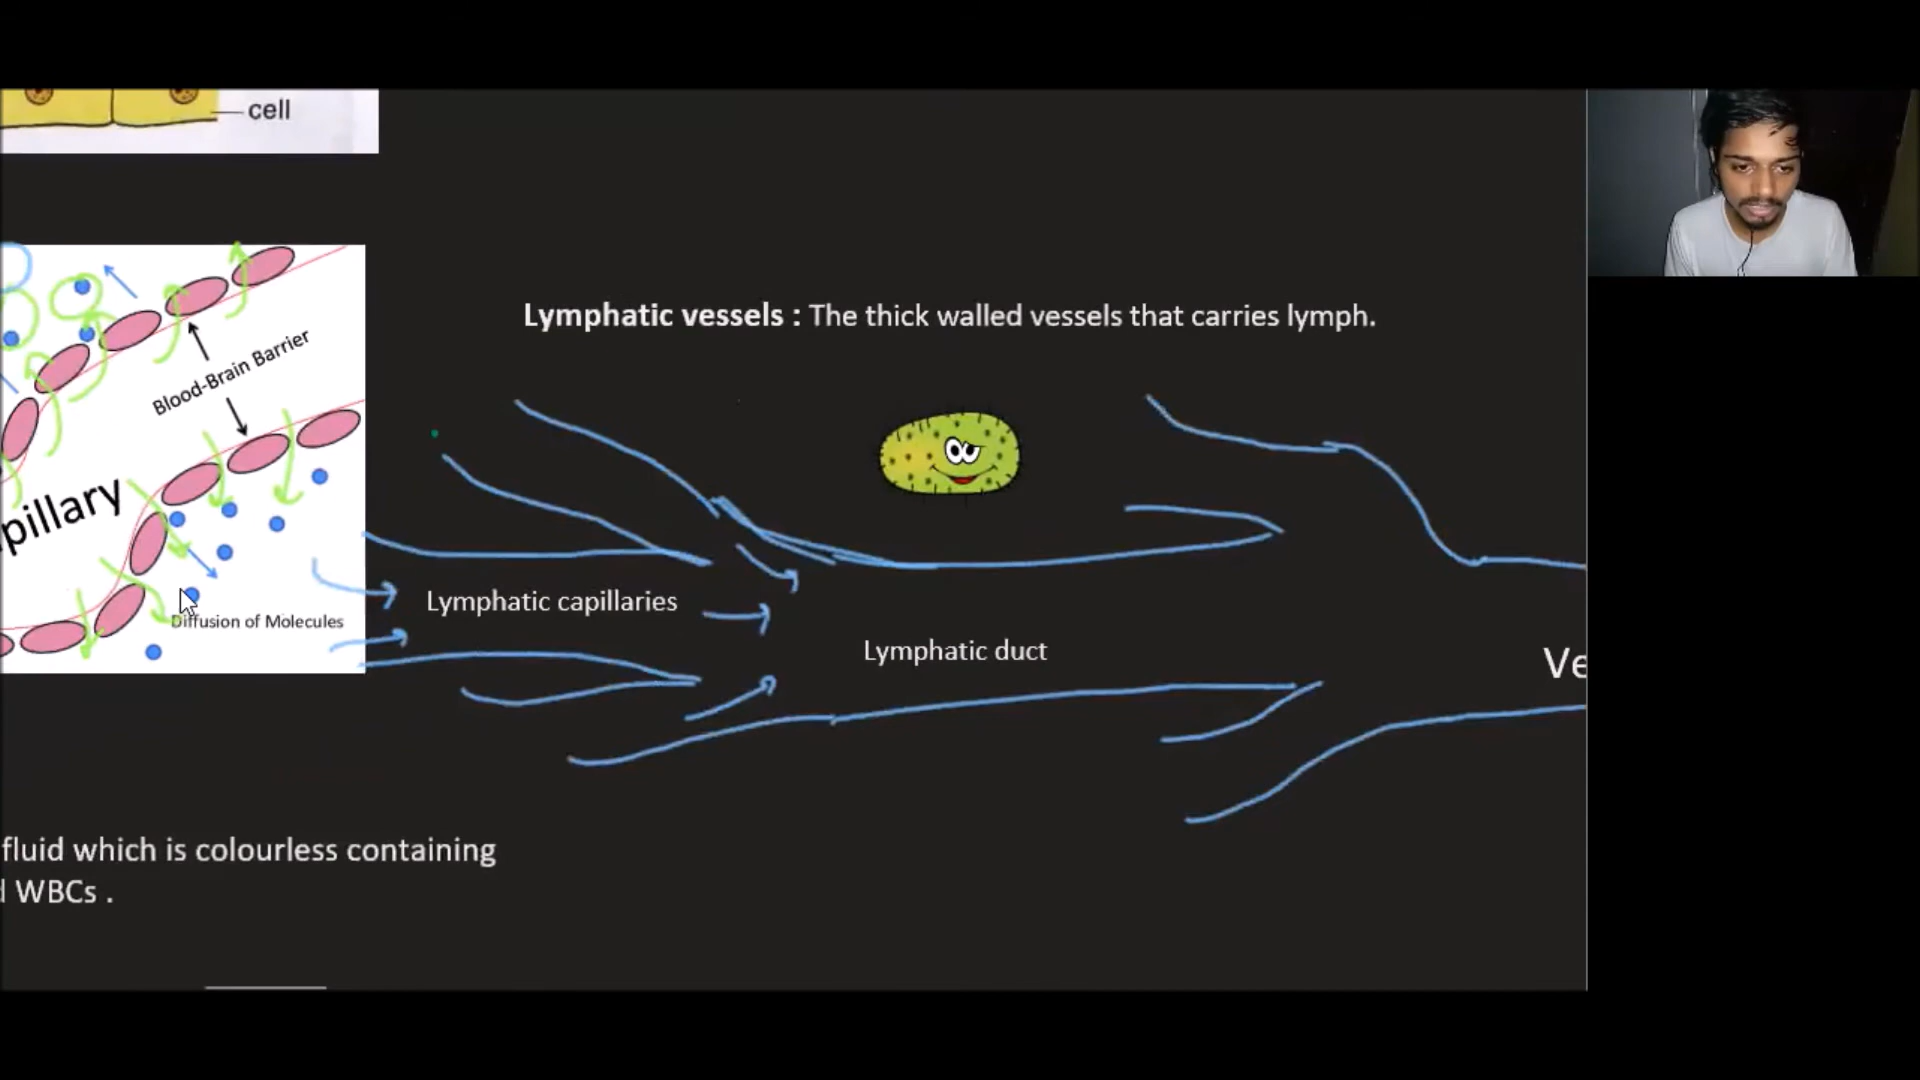 cell
Lymphatic vessels : The thick walled vessels that carries lymph.
Blood-Brain Barrier
pillary
Diffusion of Molecules
Lymphatic capillaries
Lymphatic duct
Ve
fluid which is colourless containing
WBCs .